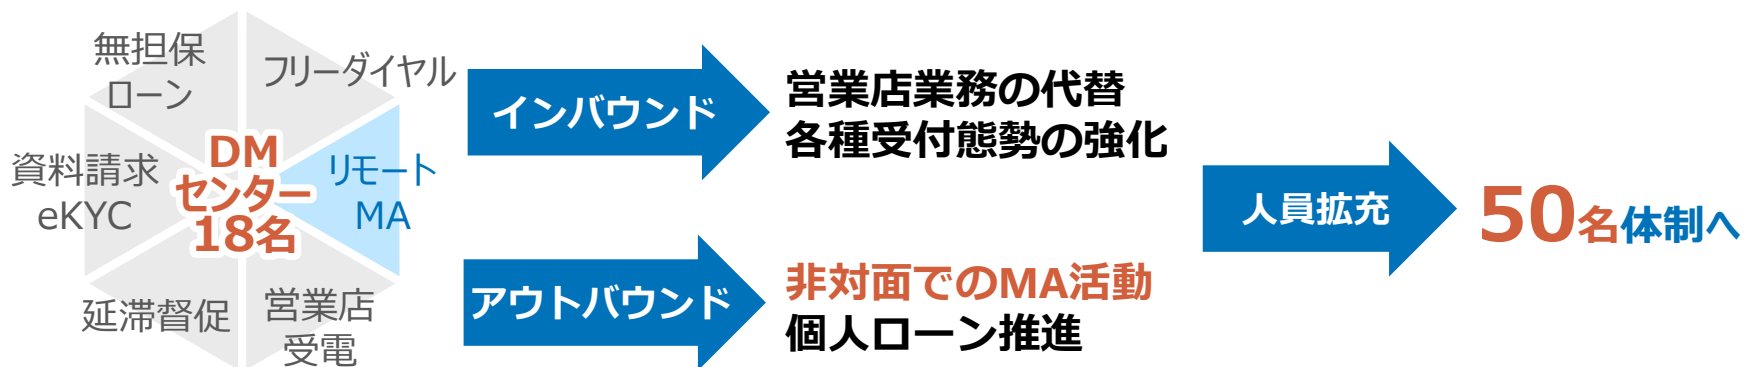 無担保
ローン
フリーダイヤル
資料請求
eKYC
DM
センター
18名
リモート
MA
延滞督促
営業店
受電
インバウンド
営業店業務の代替
各種受付態勢の強化
アウトバウンド
非対面でのMA活動
個人ローン推進
人員拡充
50名体制へ